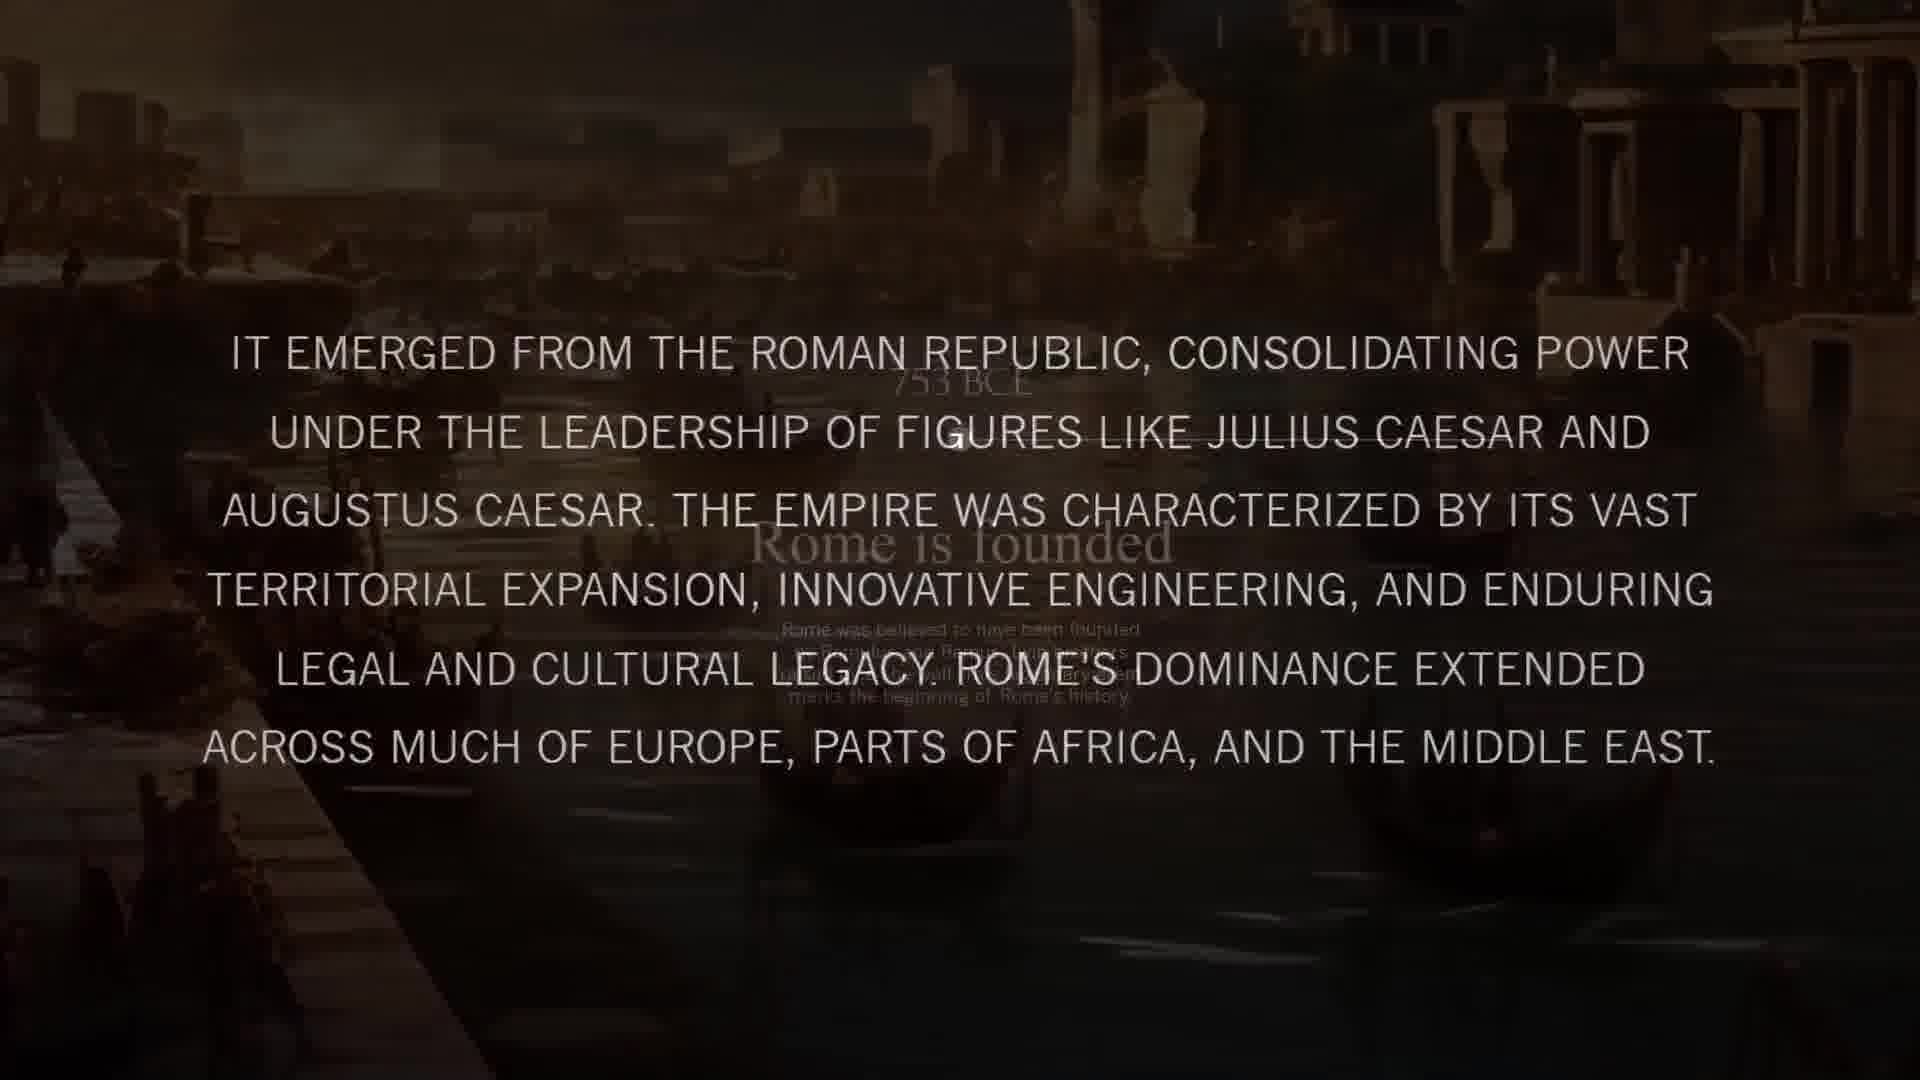 IT EMERGED FROM THE ROMAN REPUBLIC, CONSOLIDATING POWER
753 BCE
UNDER THE LEADERSHIP OF FIGURES LIKE JULIUS CAESAR AND
AUGUSTUS CAESAR. THE EMPIRE WAS CHARACTERIZED BY ITS VAST
Rome is founded
TERRITORIAL EXPANSION, INNOVATIVE ENGINEERING, AND ENDURING
Rome was believed to have been founded
LEGAL AND CULTURAL LEGACY. ROME'S DOMINANCE EXTENDED
marks the beginning of Rome's history.
ACROSS MUCH OF EUROPE, PARTS OF AFRICA, AND THE MIDDLE EAST.